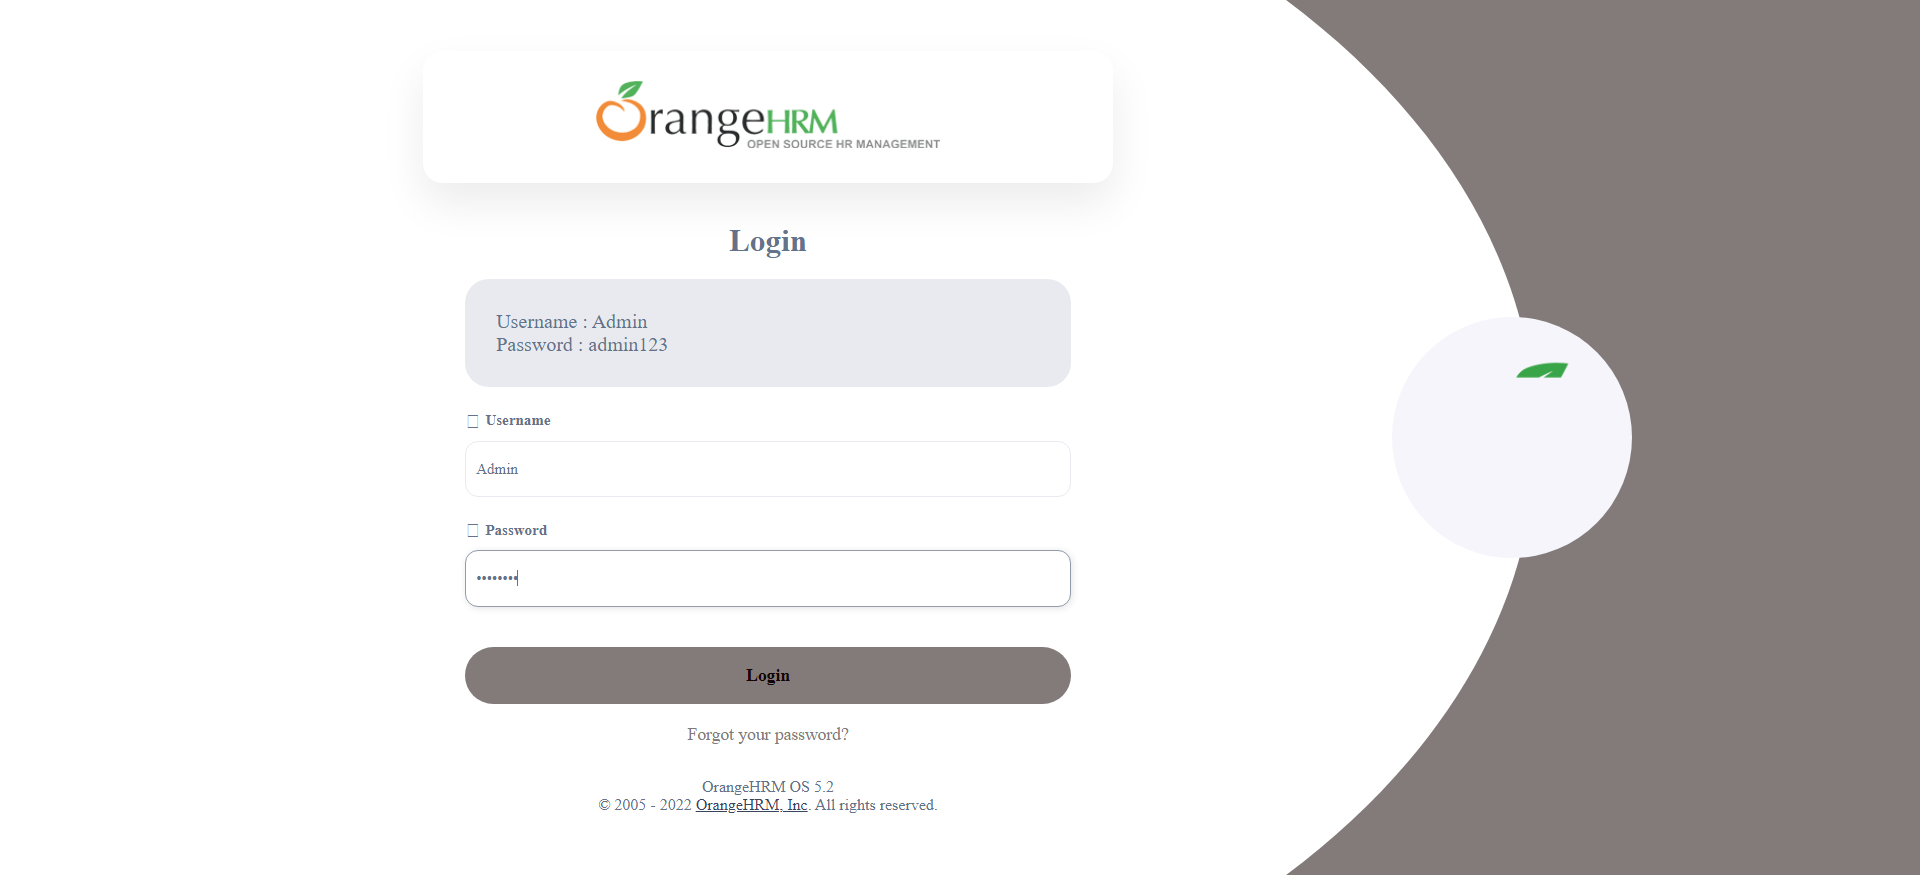 OrangeHRM
OPEN SOURCE HR MANAGEMENT
Login
Username : Admin
Password : admin123
Username
Admin
Password
••••••••
Login
Forgot your password?
OrangeHRM OS 5.2
© 2005 - 2022 OrangeHRM, Inc. All rights reserved.